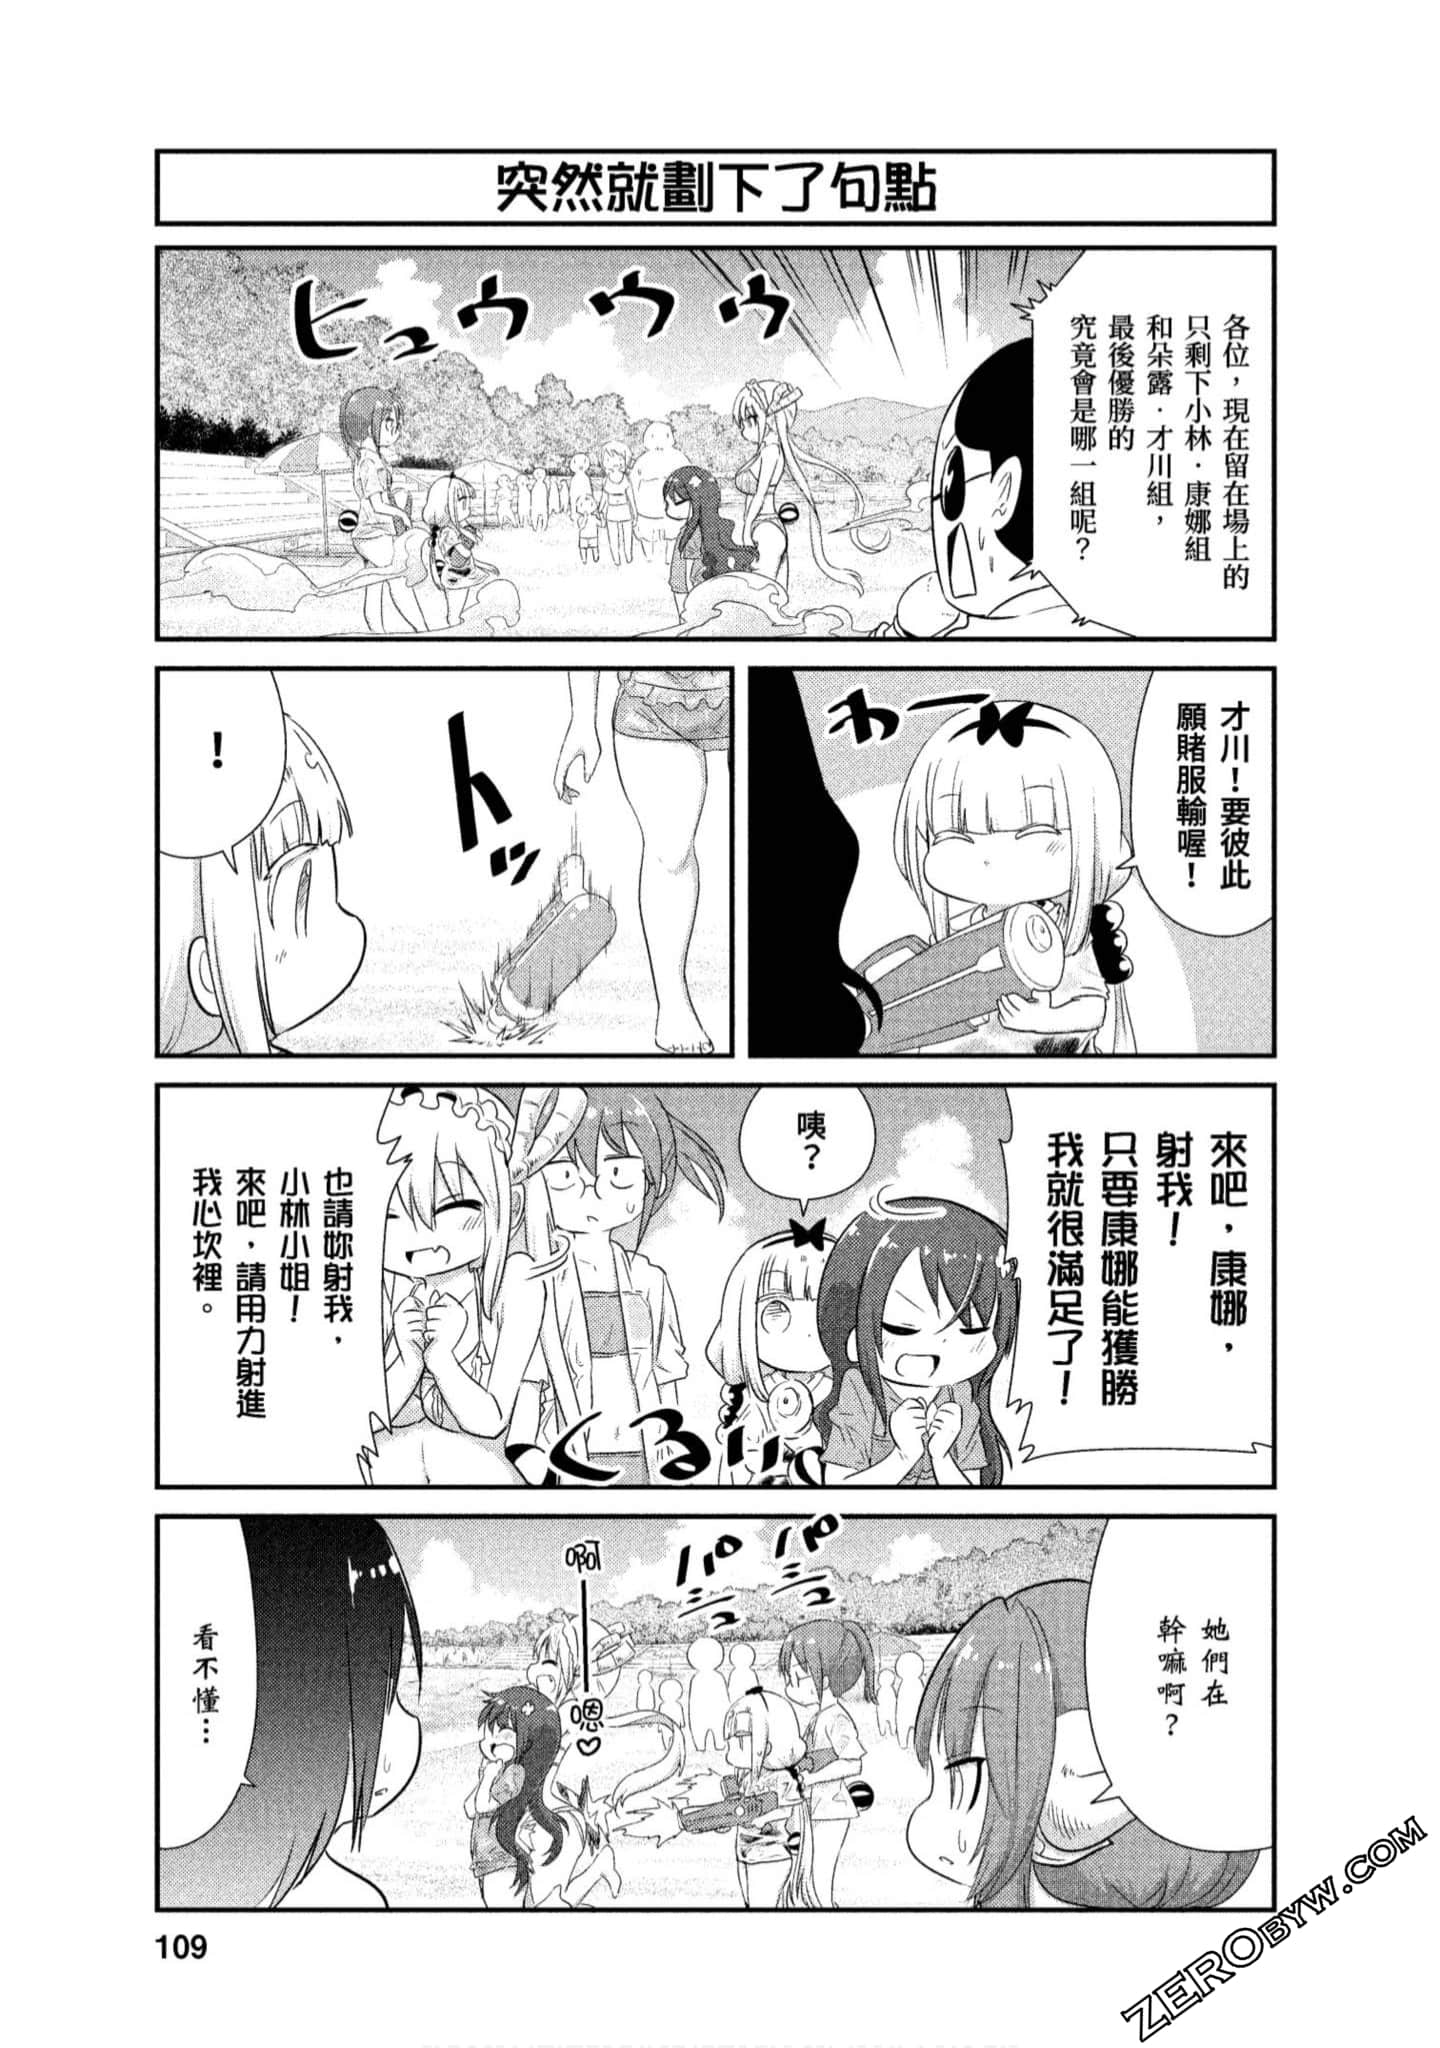 突然就劃下了句點
各位，現在留在場上的
只剩下小林．康娜組
和朵露．才川組，
最後優勝的
究竟會是哪一組呢？
ヒュウウウ
才川！要彼此
願賭服輸喔！
わー
！
トッ
來吧，康娜，
射我！
只要康娜能獲勝
我就很滿足了！
咦？
くるりっ
也請妳射我，
小林小姐！
來吧，請用力射進
我心坎裡。
她們在
幹嘛啊？
バシュ
バシュ
啊──嗯♡
看不懂…
109
ZEROBYW.COM